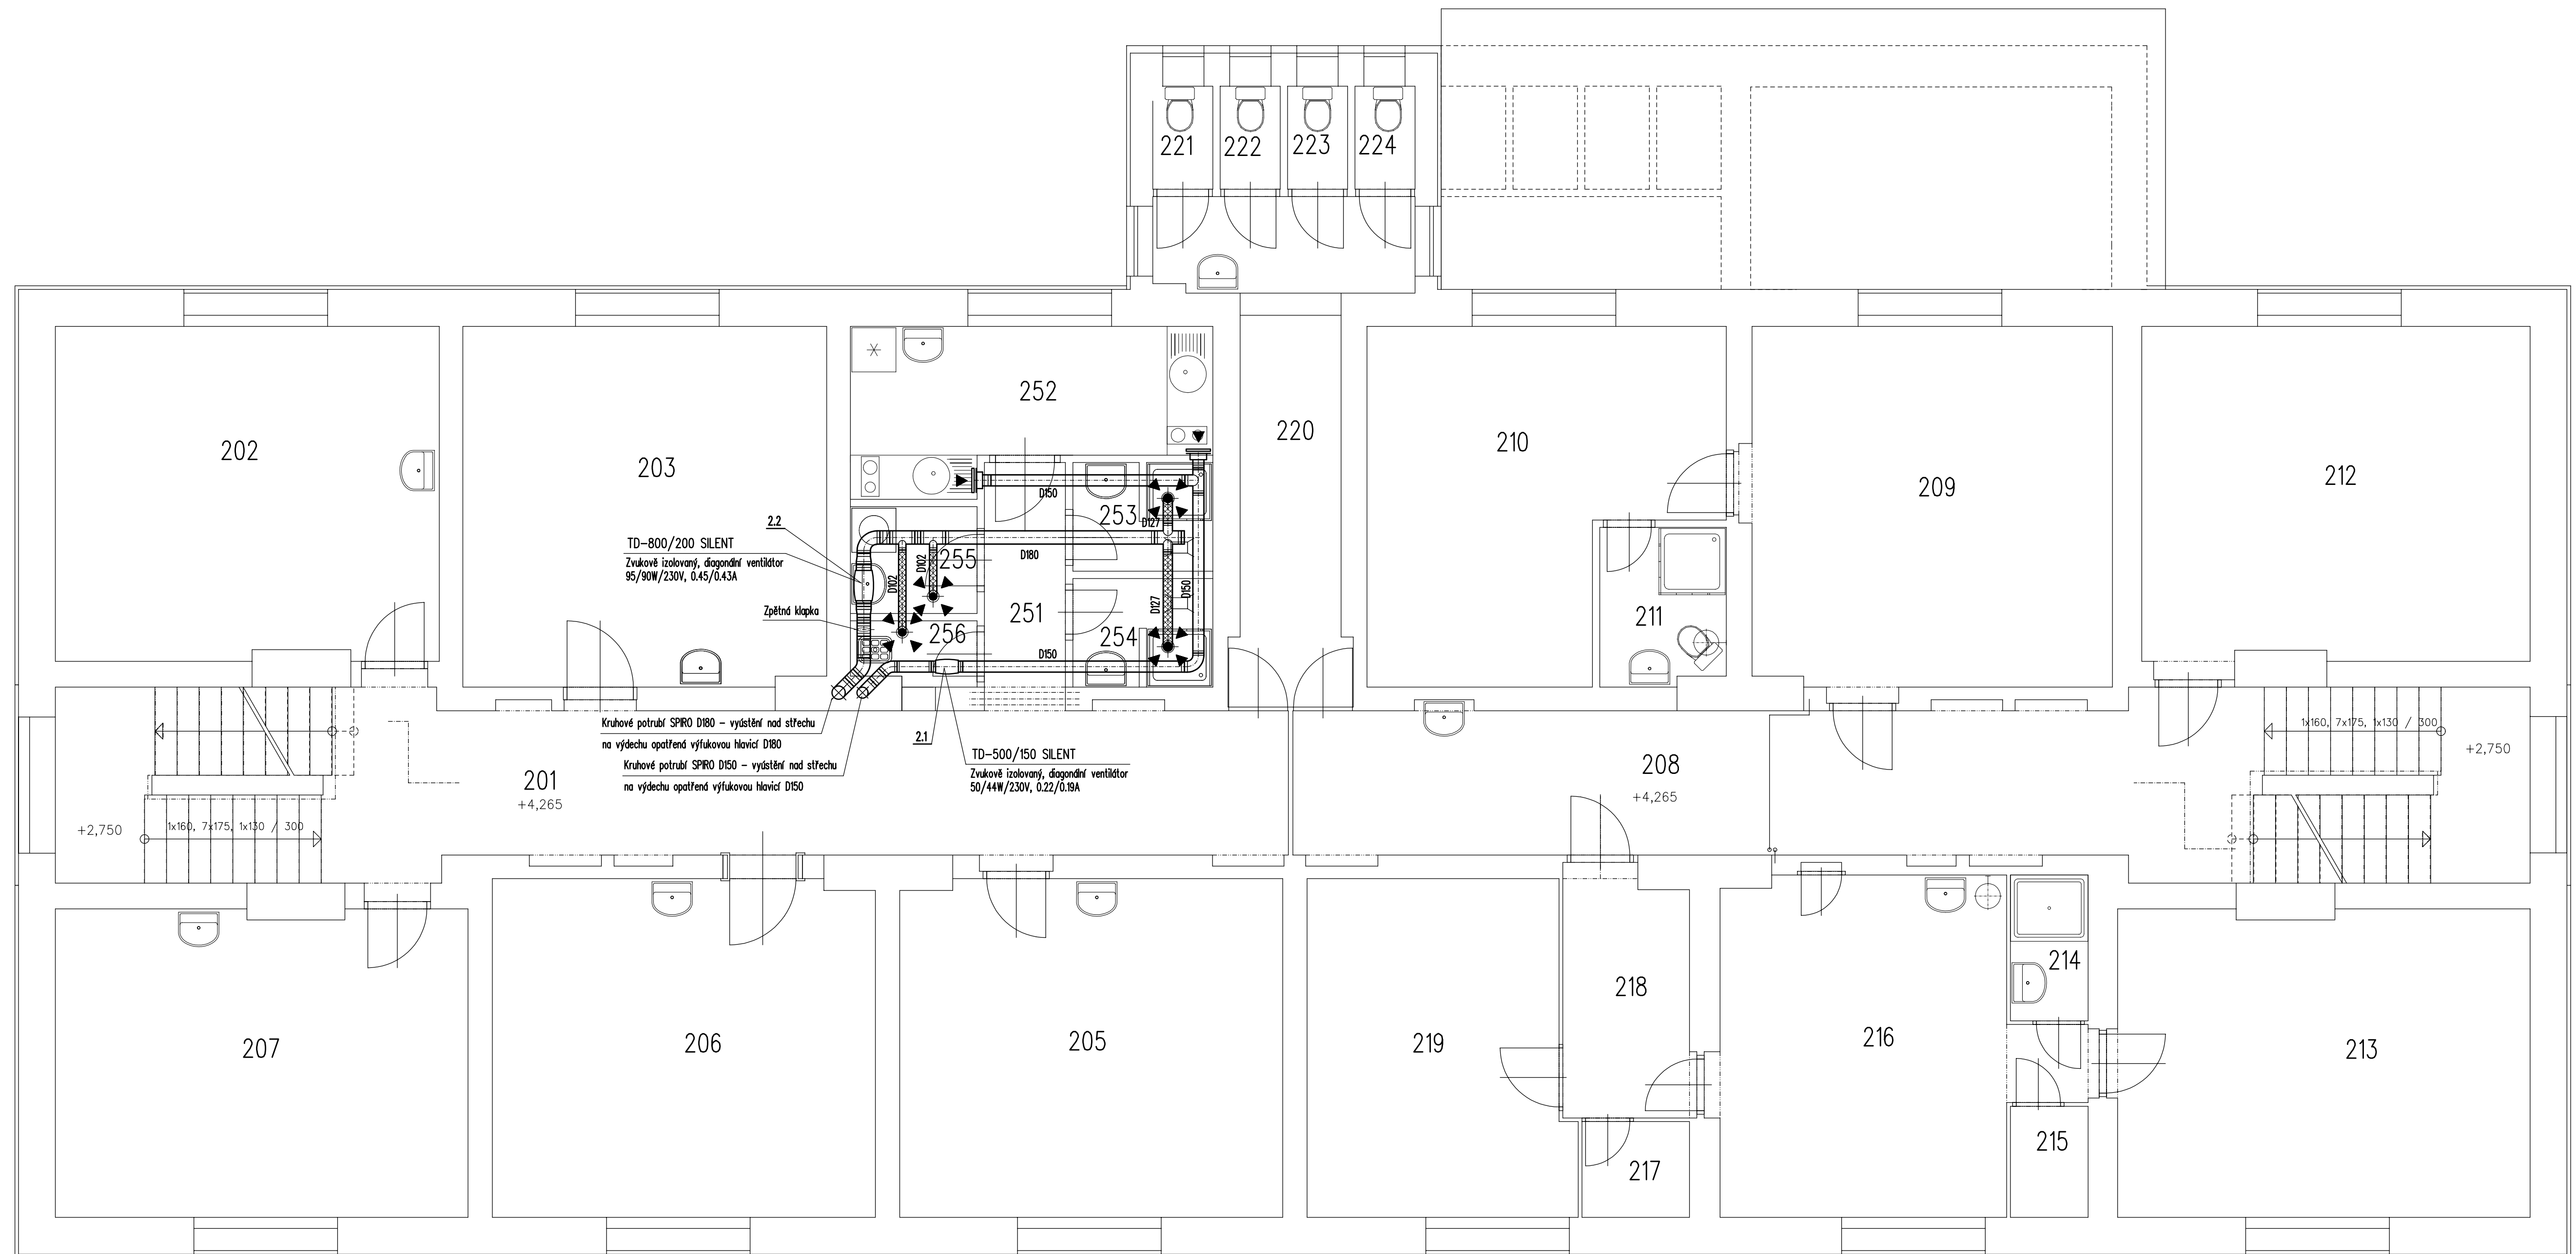 221
222
223
224
202
203
252
220
210
209
212
D150
253
D127
2.2
TD-800/200 SILENT
Zvukově izolovaný, diagonální ventilátor
95/90W/230V, 0.45/0.43A
D180
255
D102
D102
D150
D127
Zpětná klapka
251
211
256
254
D150
Kruhové potrubí SPIRO D180 – vyústění nad střechu
na výdechu opatřená výfukovou hlavicí D180
Kruhové potrubí SPIRO D150 – vyústění nad střechu
na výdechu opatřená výfukovou hlavicí D150
2.1
TD-500/150 SILENT
Zvukově izolovaný, diagonální ventilátor
50/44W/230V, 0.22/0.19A
201
+4,265
208
+4,265
1x160, 7x175, 1x130 / 300
+2,750
+2,750
1x160, 7x175, 1x130 / 300
214
218
207
206
205
219
216
213
215
217